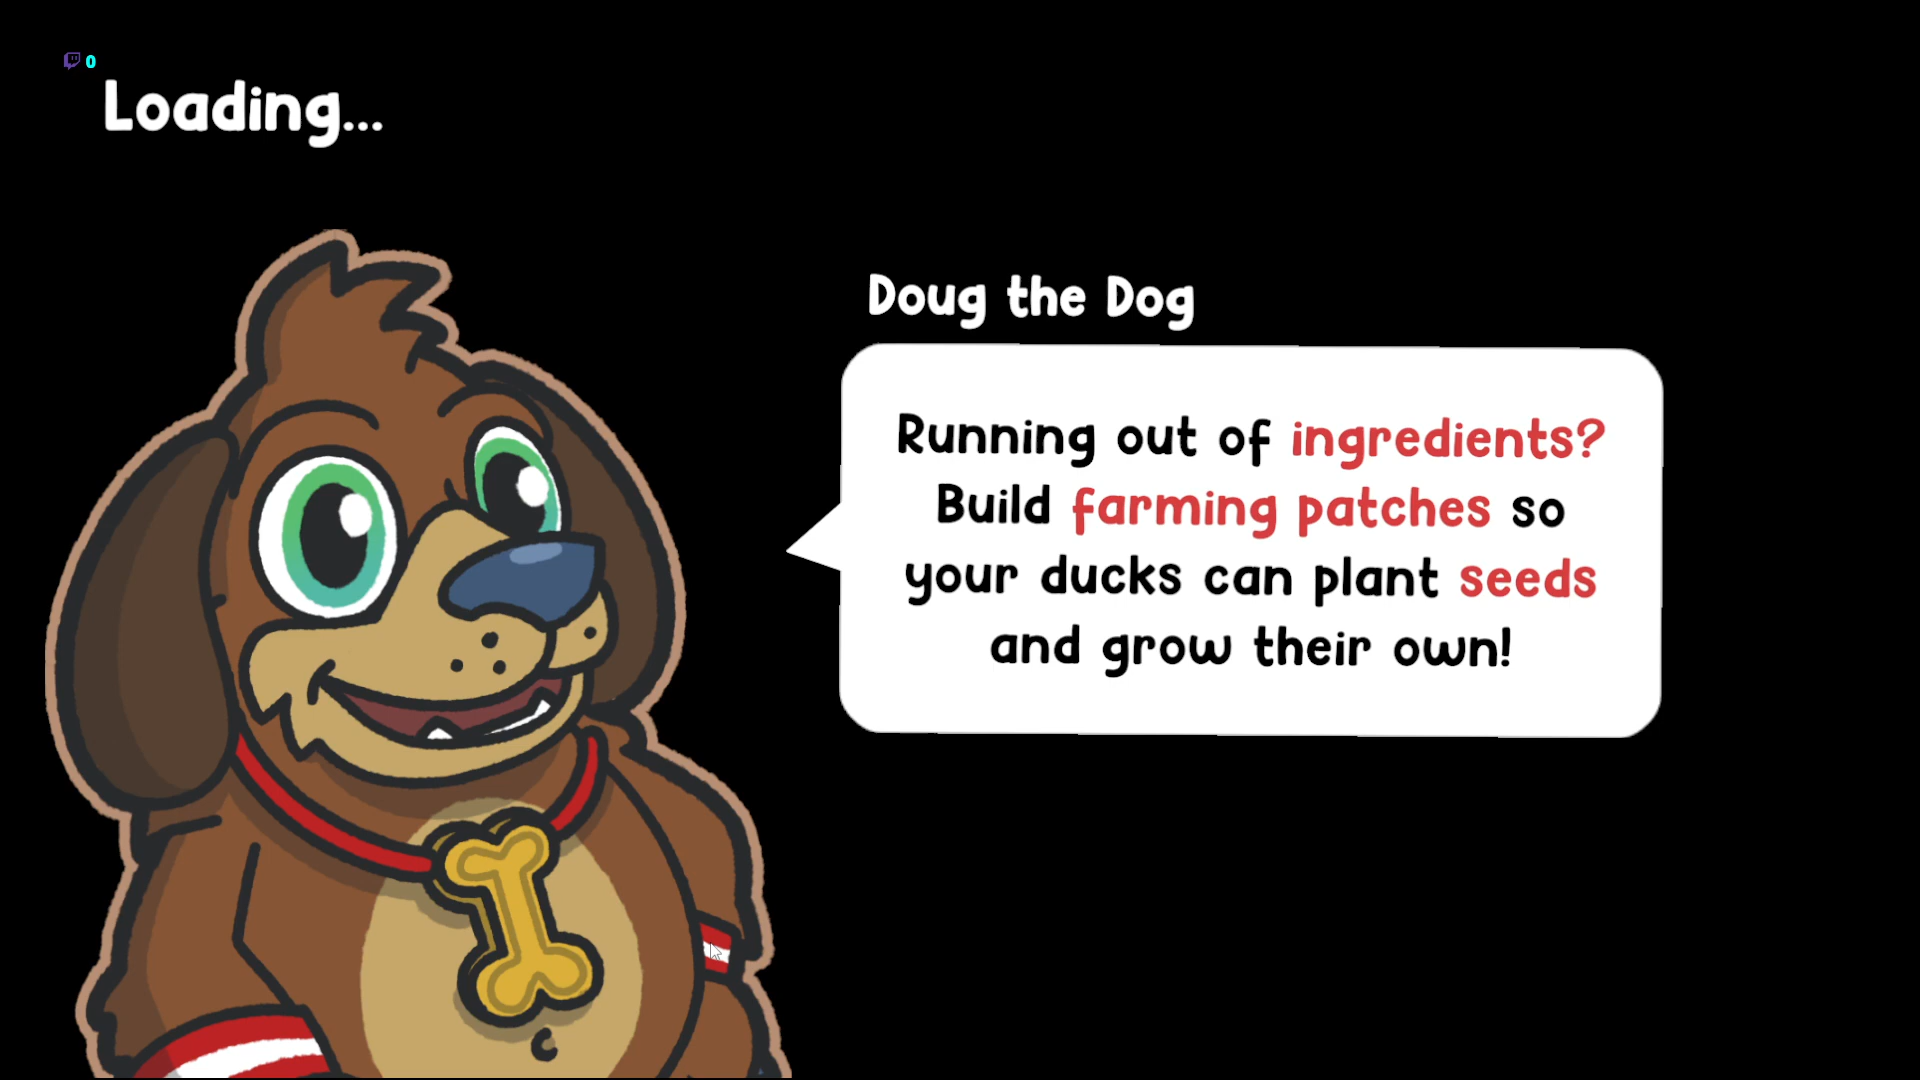 0
Loading...
Doug the Dog
Running out of ingredients?
Build farming patches so
your ducks can plant seeds
and grow their own!